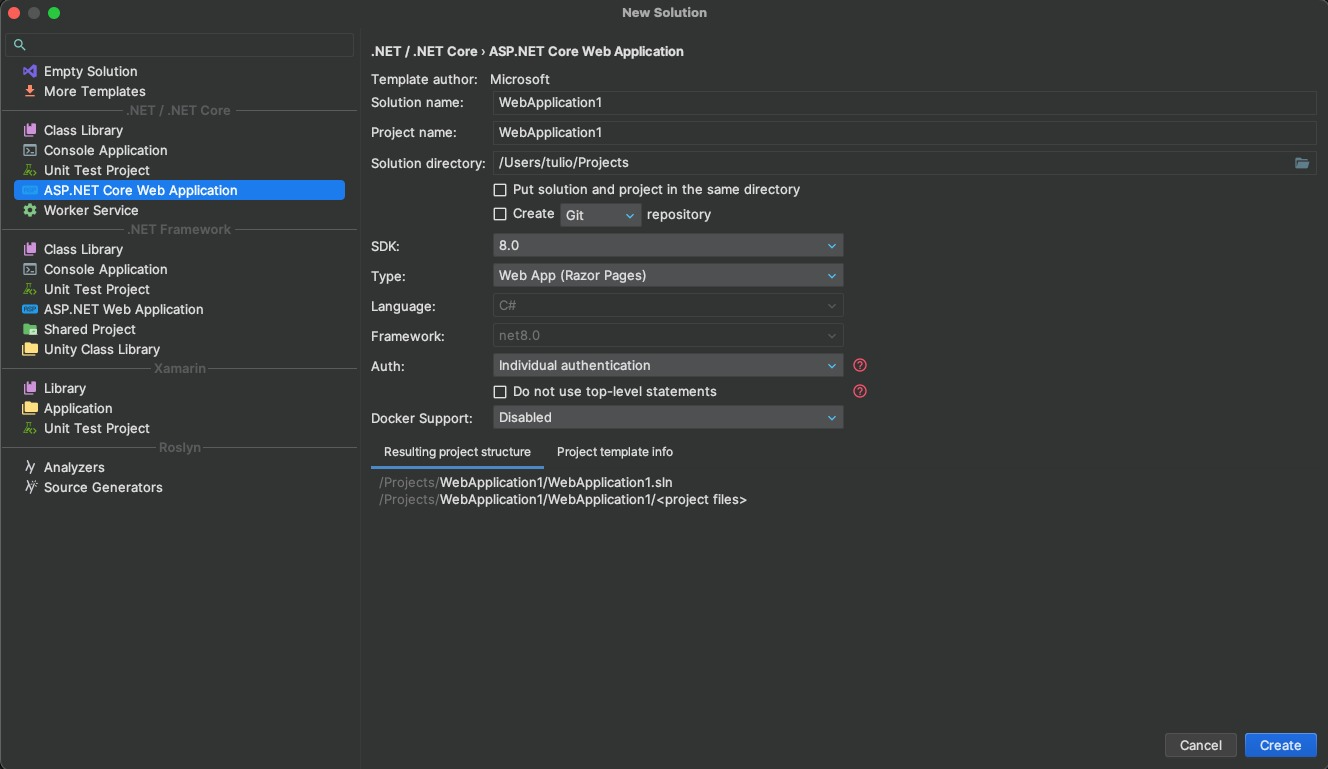 New Solution
Empty Solution
More Templates
.NET / .NET Core
Class Library
Console Application
Unit Test Project
ASP.NET Core Web Application
Worker Service
.NET Framework
Class Library
Console Application
Unit Test Project
ASP.NET Web Application
Shared Project
Unity Class Library
Xamarin
Library
Application
Unit Test Project
Roslyn
Analyzers
Source Generators
.NET / .NET Core › ASP.NET Core Web Application
Template author: Microsoft
Solution name: WebApplication1
Project name: WebApplication1
Solution directory: /Users/tulio/Projects
Put solution and project in the same directory
Create Git repository
SDK: 8.0
Type: Web App (Razor Pages)
Language: C#
Framework: net8.0
Auth: Individual authentication ?
Do not use top-level statements ?
Docker Support: Disabled
Resulting project structure Project template info
/Projects/WebApplication1/WebApplication1.sln
/Projects/WebApplication1/WebApplication1/<project files>
Cancel Create